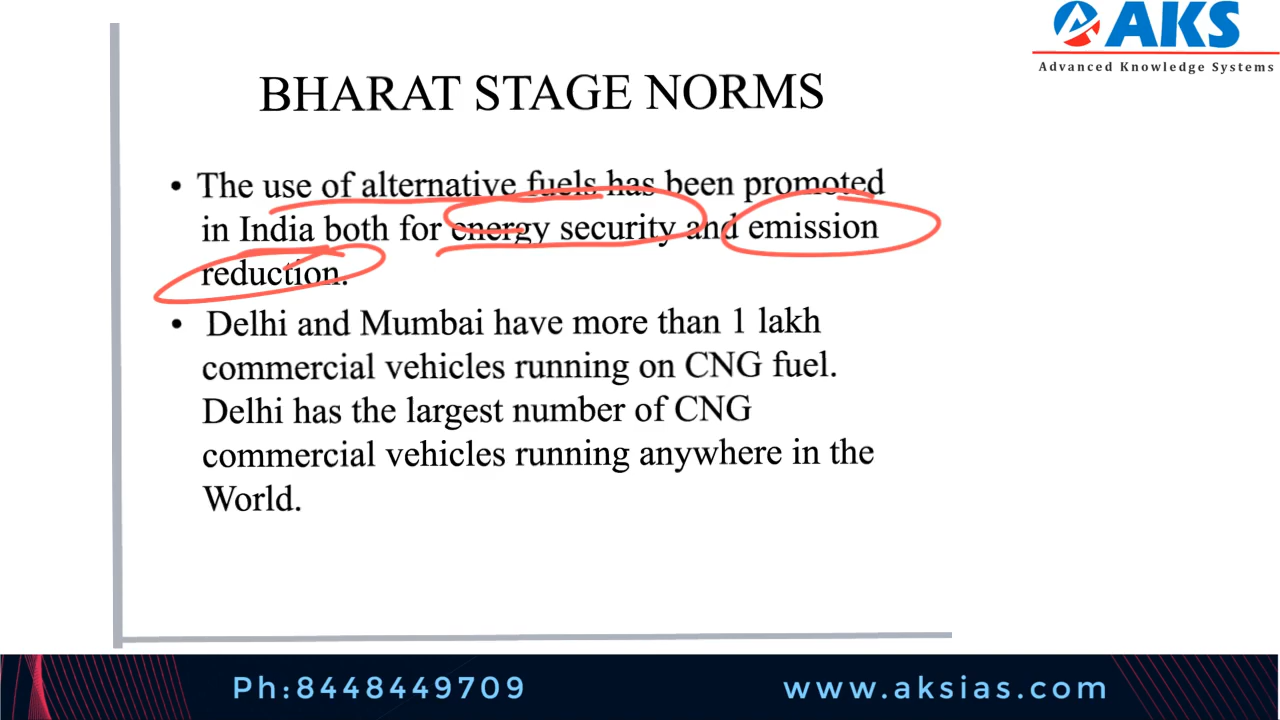 AKS
Advanced Knowledge Systems
BHARAT STAGE NORMS
• The use of alternative fuels has been promoted
in India both for energy security and emission
reduction.
• Delhi and Mumbai have more than 1 lakh
commercial vehicles running on CNG fuel.
Delhi has the largest number of CNG
commercial vehicles running anywhere in the
World.
Ph:8448449709
www.aksias.com